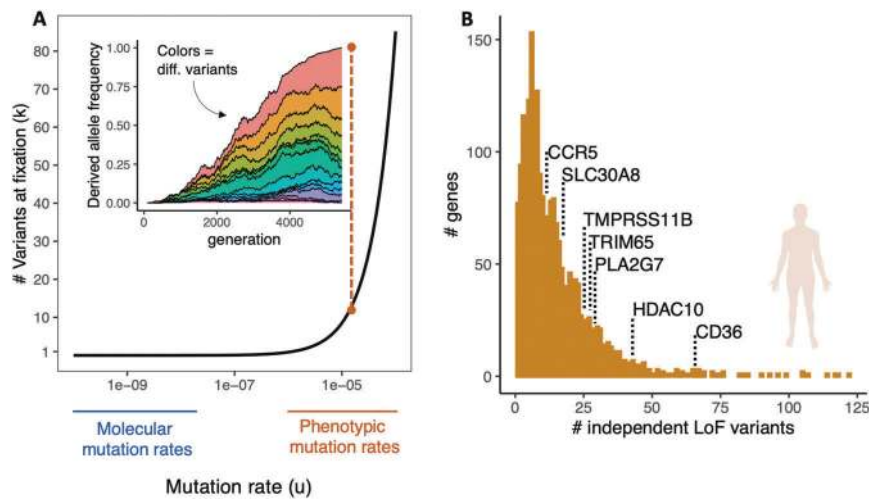 A
# Variants at fixation (k)
80
70
60
50
40
30
20
10
1
Derived allele frequency
1.00
0.75
0.50
0.25
0.00
Colors =
diff. variants
0
2000
4000
generation
1e−09
1e−07
1e−05
Molecular
mutation rates
Phenotypic
mutation rates
Mutation rate (u)
B
# genes
150
100
50
0
CCR5
SLC30A8
TMPRSS11B
TRIM65
PLA2G7
HDAC10
CD36
0
25
50
75
100
125
# independent LoF variants